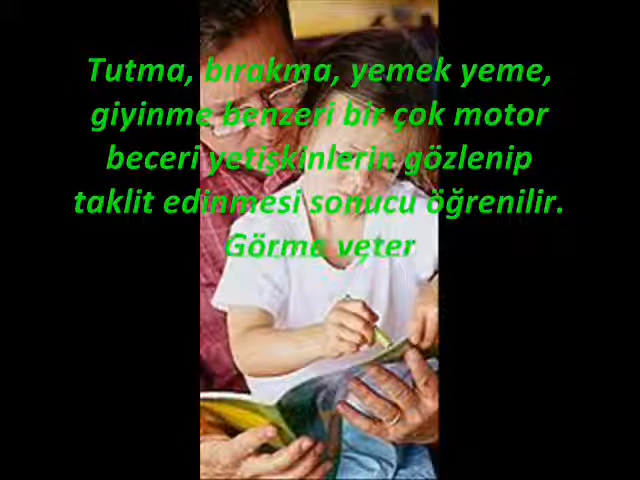 Tutma, bırakma, yemek yeme,
giyinme benzeri bir çok motor
beceri yetişkinlerin gözlenip
taklit edinmesi sonucu öğrenilir.
Görme yeter